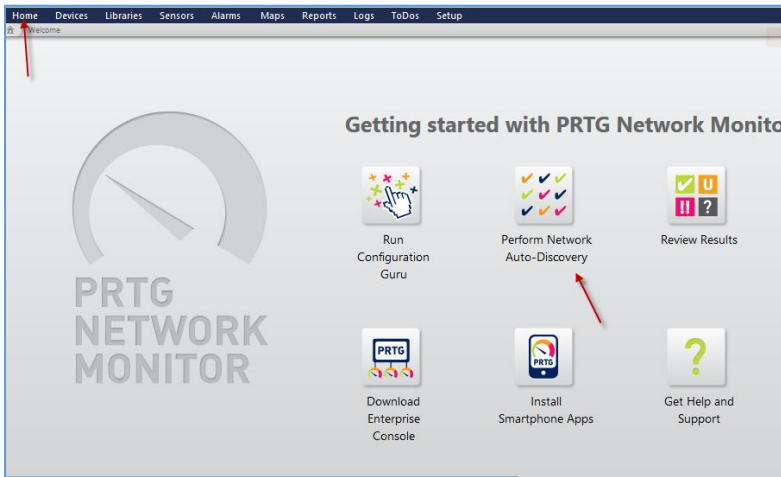 Home Devices Libraries Sensors Alarms Maps Reports Logs ToDos Setup
Welcome
Getting started with PRTG Network Monito
PRTG
NETWORK
MONITOR
Run
Configuration
Guru
Perform Network
Auto-Discovery
U
!! ?
Review Results
PRTG
Download
Enterprise
Console
PRTG
Install
Smartphone Apps
?
Get Help and
Support